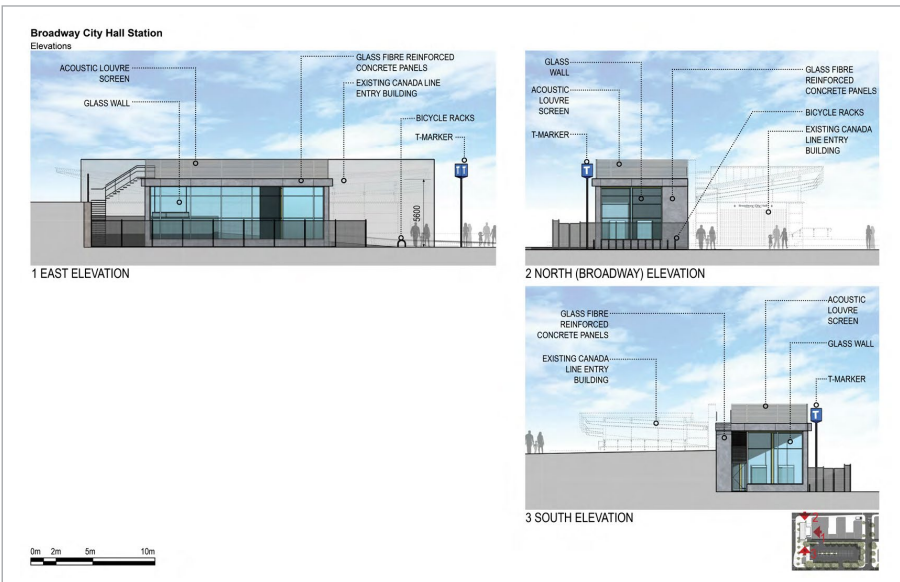 Broadway City Hall Station
Elevations
ACOUSTIC LOUVRE
SCREEN
GLASS WALL
GLASS FIBRE REINFORCED
CONCRETE PANELS
EXISTING CANADA LINE
ENTRY BUILDING
BICYCLE RACKS
T-MARKER
5600
1 EAST ELEVATION
GLASS
WALL
ACOUSTIC
LOUVRE
SCREEN
T-MARKER
T
GLASS FIBRE
REINFORCED
CONCRETE PANELS
BICYCLE RACKS
EXISTING CANADA
LINE ENTRY
BUILDING
2 NORTH (BROADWAY) ELEVATION
GLASS FIBRE
REINFORCED
CONCRETE PANELS
EXISTING CANADA
LINE ENTRY
BUILDING
ACOUSTIC
LOUVRE
SCREEN
GLASS WALL
T-MARKER
T
3 SOUTH ELEVATION
2
0m 2m 5m 10m